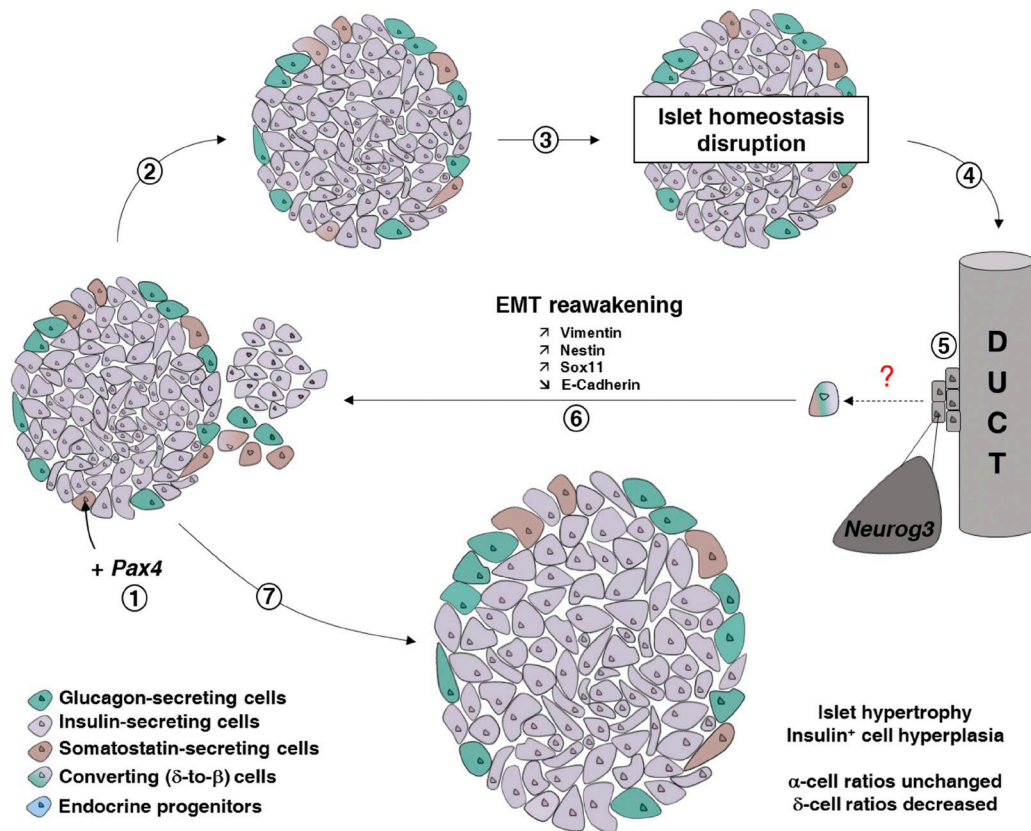 ②
③
Islet homeostasis
disruption
④
EMT reawakening
↗ Vimentin
↗ Nestin
↗ Sox11
↘ E-Cadherin
⑥
?
⑤
DUCT
Neurog3
+ Pax4
①
⑦
Glucagon-secreting cells
Insulin-secreting cells
Somatostatin-secreting cells
Converting (δ-to-β) cells
Endocrine progenitors
Islet hypertrophy
Insulin⁺ cell hyperplasia
α-cell ratios unchanged
δ-cell ratios decreased